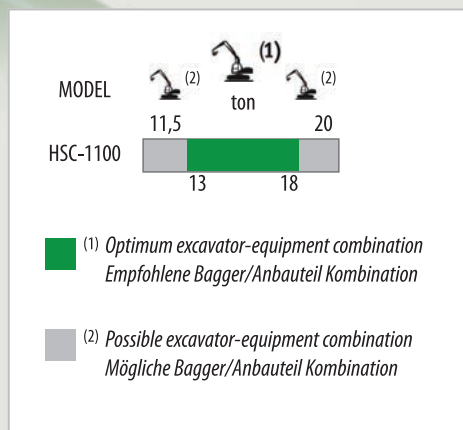 (1)
(2)
(2)
MODEL
ton
11,5
20
HSC-1100
13
18
(1) Optimum excavator-equipment combination
Empfohlene Bagger/Anbauteil Kombination
(2) Possible excavator-equipment combination
Mögliche Bagger/Anbauteil Kombination